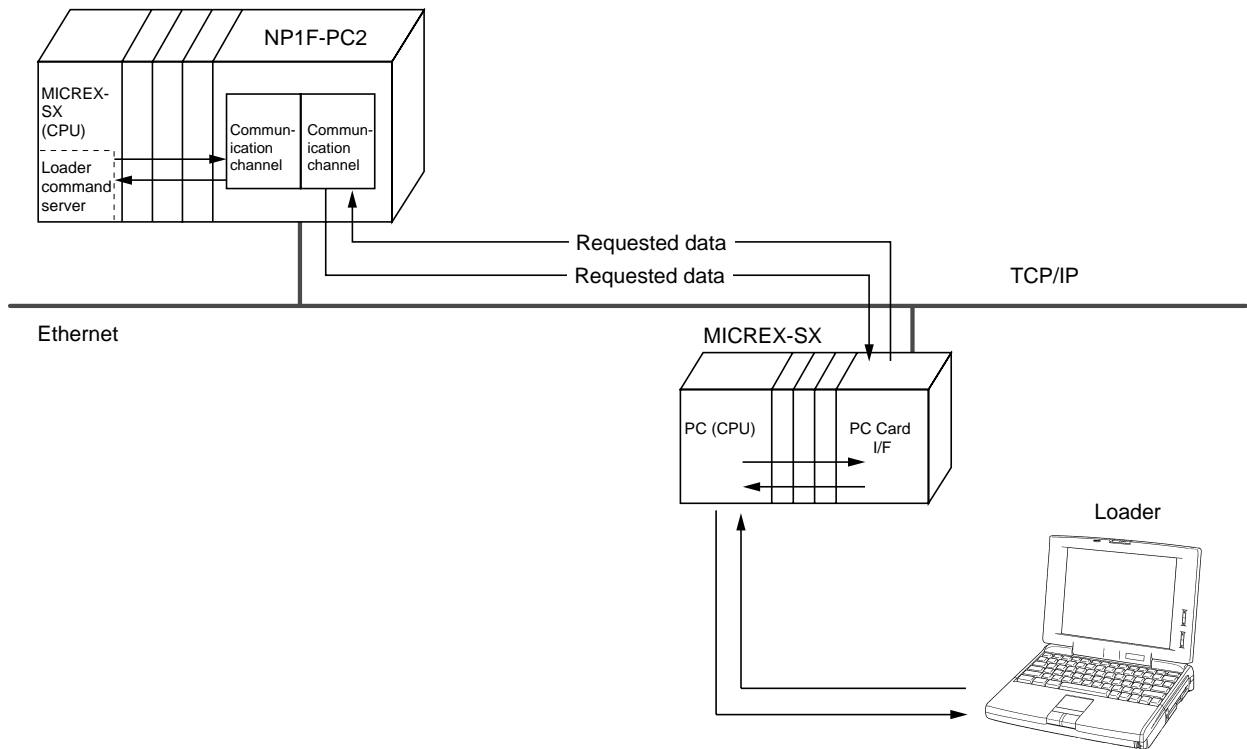 NP1F-PC2
MICREX-
SX
(CPU)
Loader
command
server
Commun-
ication
channel
Commun-
ication
channel
Requested data
Requested data
TCP/IP
Ethernet
MICREX-SX
PC (CPU)
PC Card
I/F
Loader